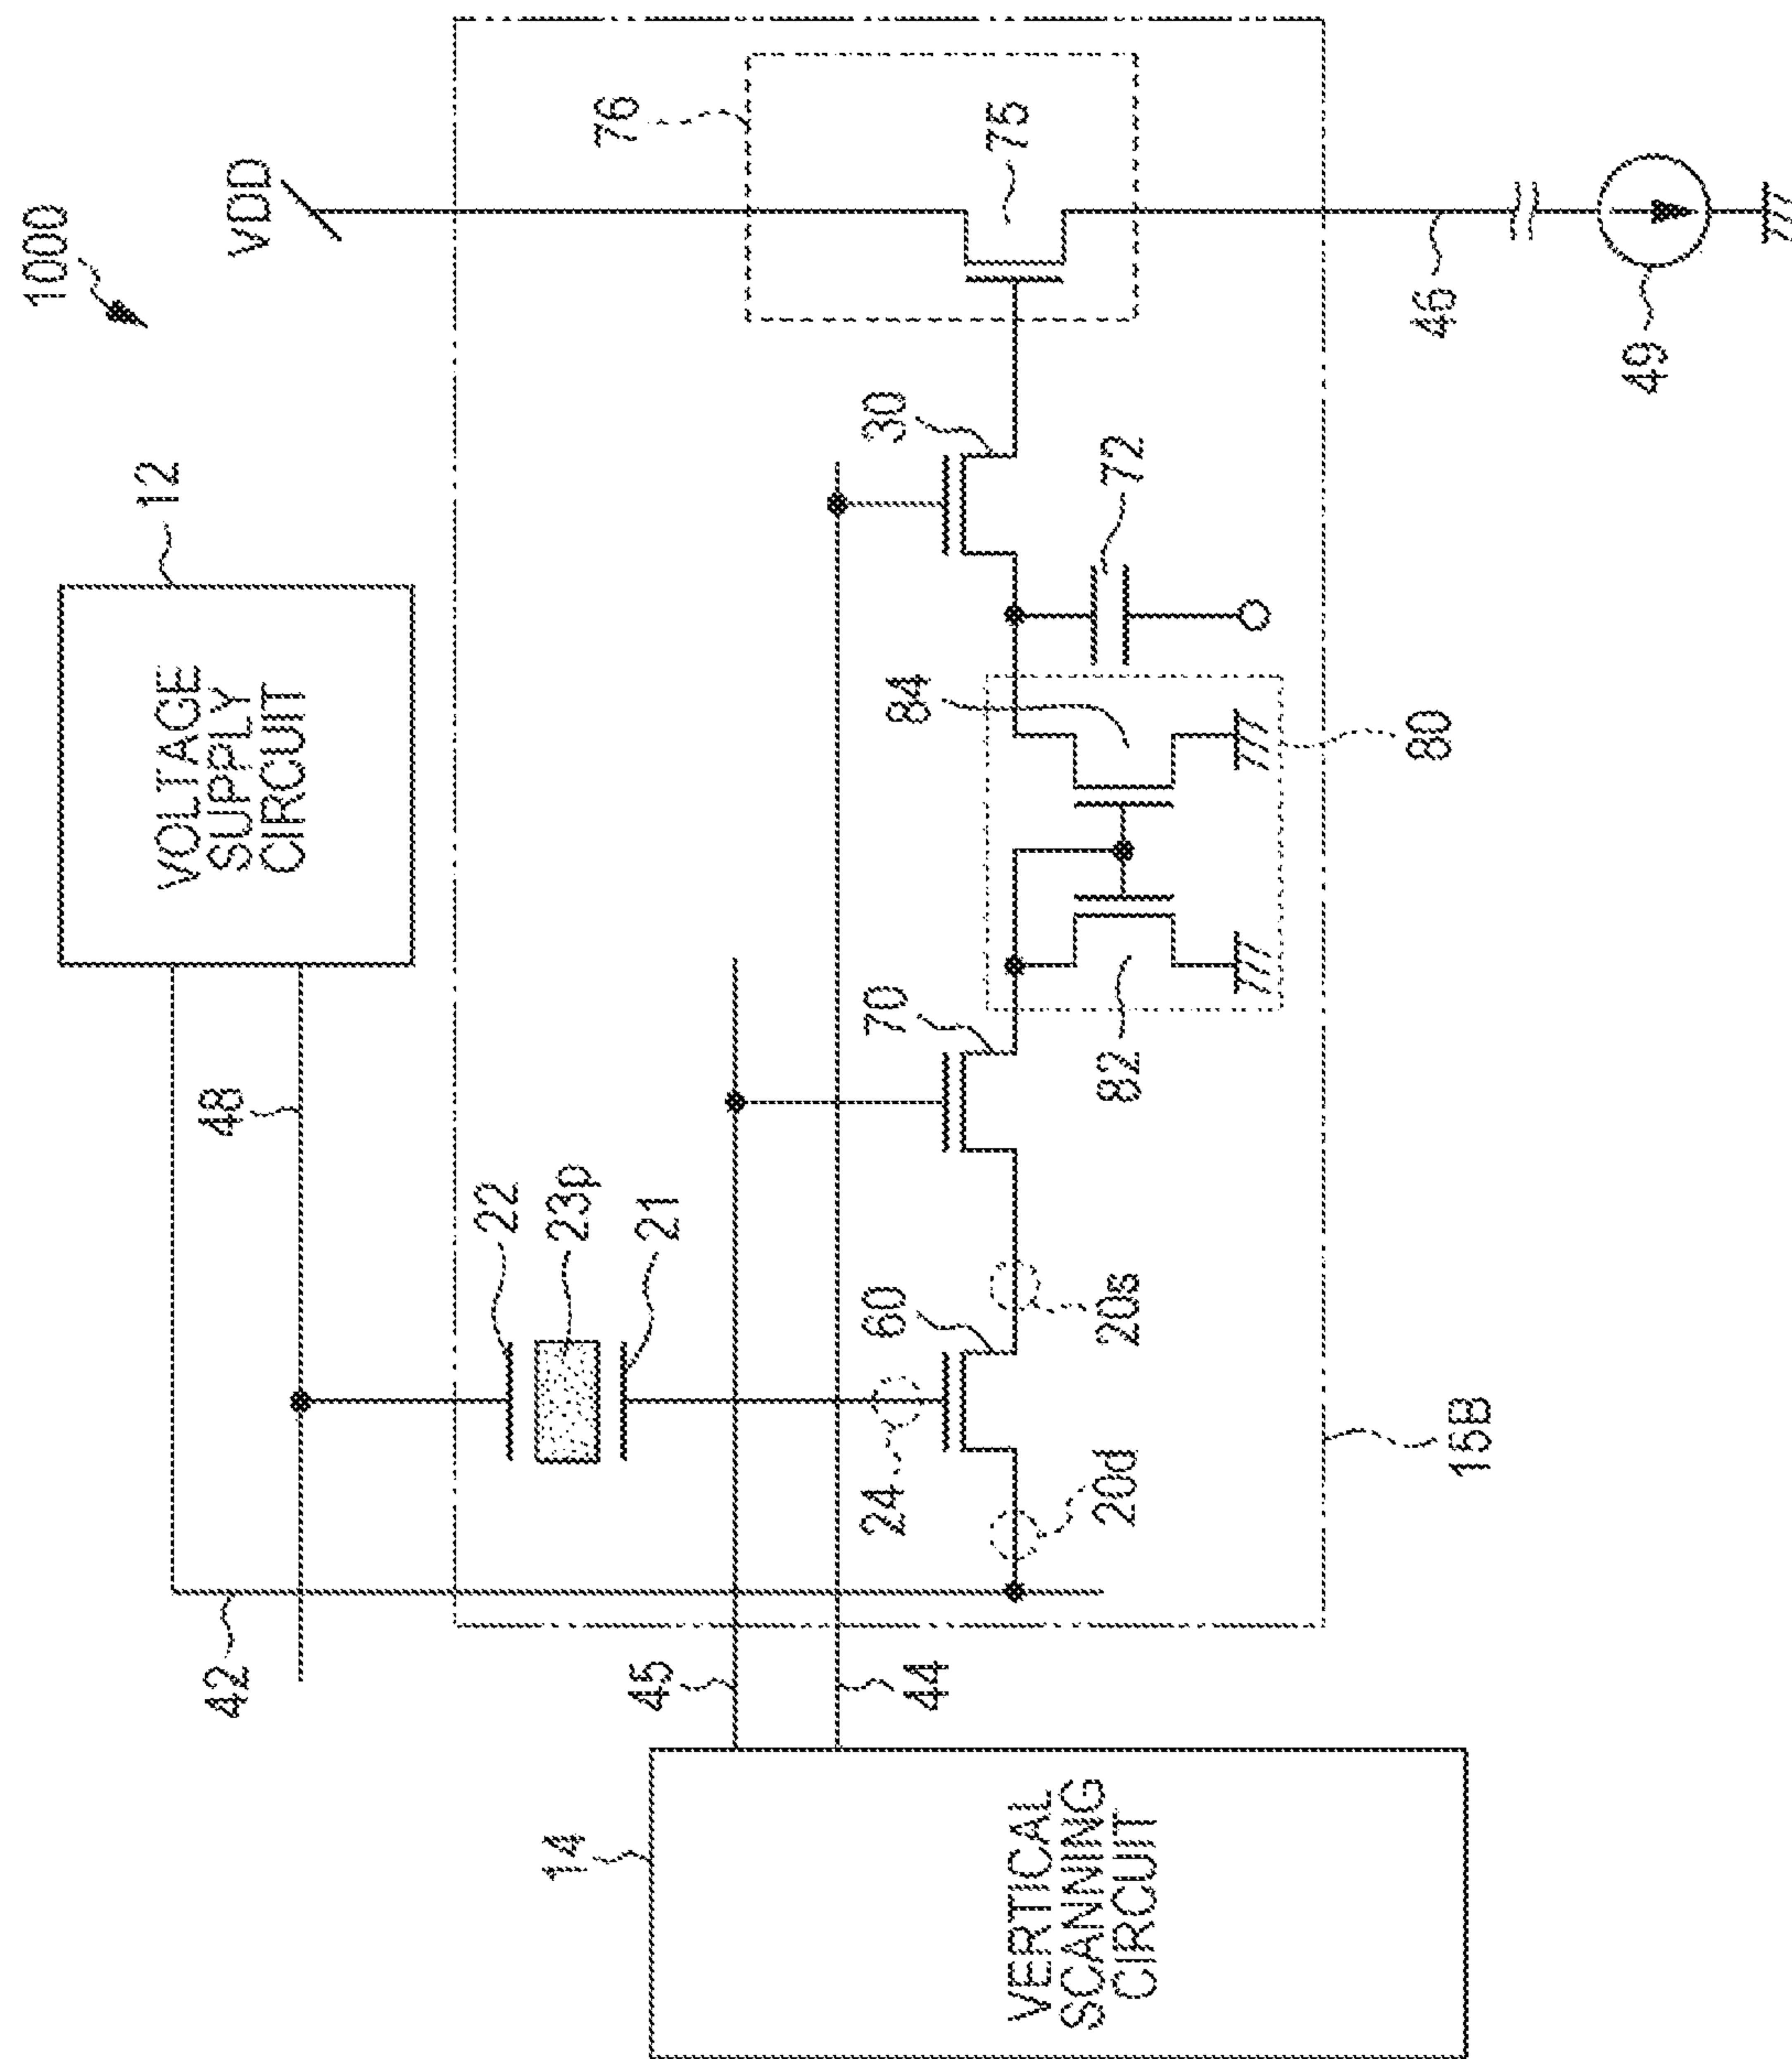 1000
VDD
12
VOLTAGE
SUPPLY
CIRCUIT
76
75
48
22
23p
21
30
72
84
70
42
45
44
24
60
20s
20d
82
80
46
49
15B
14
VERTICAL
SCANNING
CIRCUIT